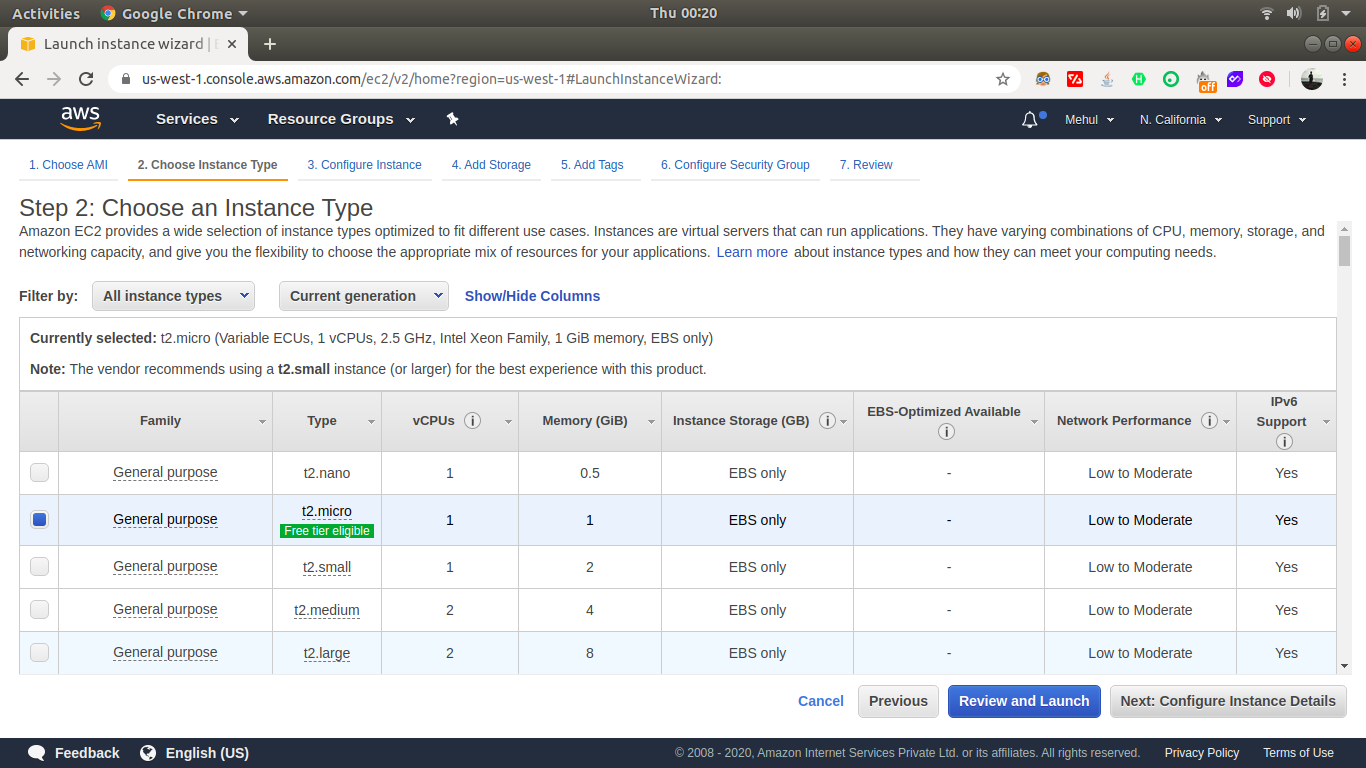 Activities Google Chrome Thu 00:20
Launch instance wizard |
us-west-1.console.aws.amazon.com/ec2/v2/home?region=us-west-1#LaunchInstanceWizard:
off
aws Services Resource Groups Mehul N. California Support
1. Choose AMI 2. Choose Instance Type 3. Configure Instance 4. Add Storage 5. Add Tags 6. Configure Security Group 7. Review
Step 2: Choose an Instance Type
Amazon EC2 provides a wide selection of instance types optimized to fit different use cases. Instances are virtual servers that can run applications. They have varying combinations of CPU, memory, storage, and
networking capacity, and give you the flexibility to choose the appropriate mix of resources for your applications. Learn more about instance types and how they can meet your computing needs.
Filter by: All instance types Current generation Show/Hide Columns
Currently selected: t2.micro (Variable ECUs, 1 vCPUs, 2.5 GHz, Intel Xeon Family, 1 GiB memory, EBS only)
Note: The vendor recommends using a t2.small instance (or larger) for the best experience with this product.
Family Type vCPUs i Memory (GiB) Instance Storage (GB) i EBS-Optimized Available i Network Performance i IPv6 Support i
General purpose t2.nano 1 0.5 EBS only - Low to Moderate Yes
General purpose t2.micro 1 1 EBS only - Low to Moderate Yes
Free tier eligible
General purpose t2.small 1 2 EBS only - Low to Moderate Yes
General purpose t2.medium 2 4 EBS only - Low to Moderate Yes
General purpose t2.large 2 8 EBS only - Low to Moderate Yes
Cancel Previous Review and Launch Next: Configure Instance Details
Feedback English (US) © 2008 - 2020, Amazon Internet Services Private Ltd. or its affiliates. All rights reserved. Privacy Policy Terms of Use